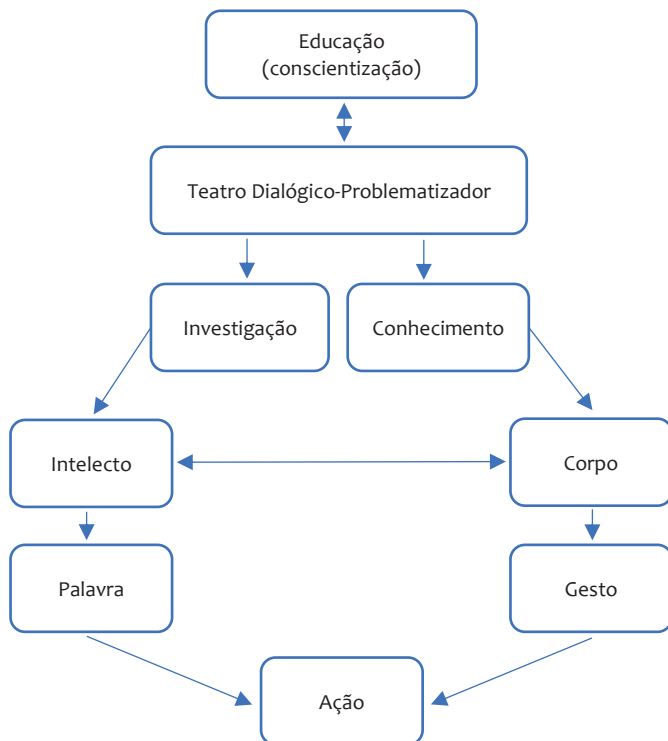 Educação
(conscientização)
Teatro Dialógico-Problematizador
Investigação
Conhecimento
Intelecto
Corpo
Palavra
Gesto
Ação